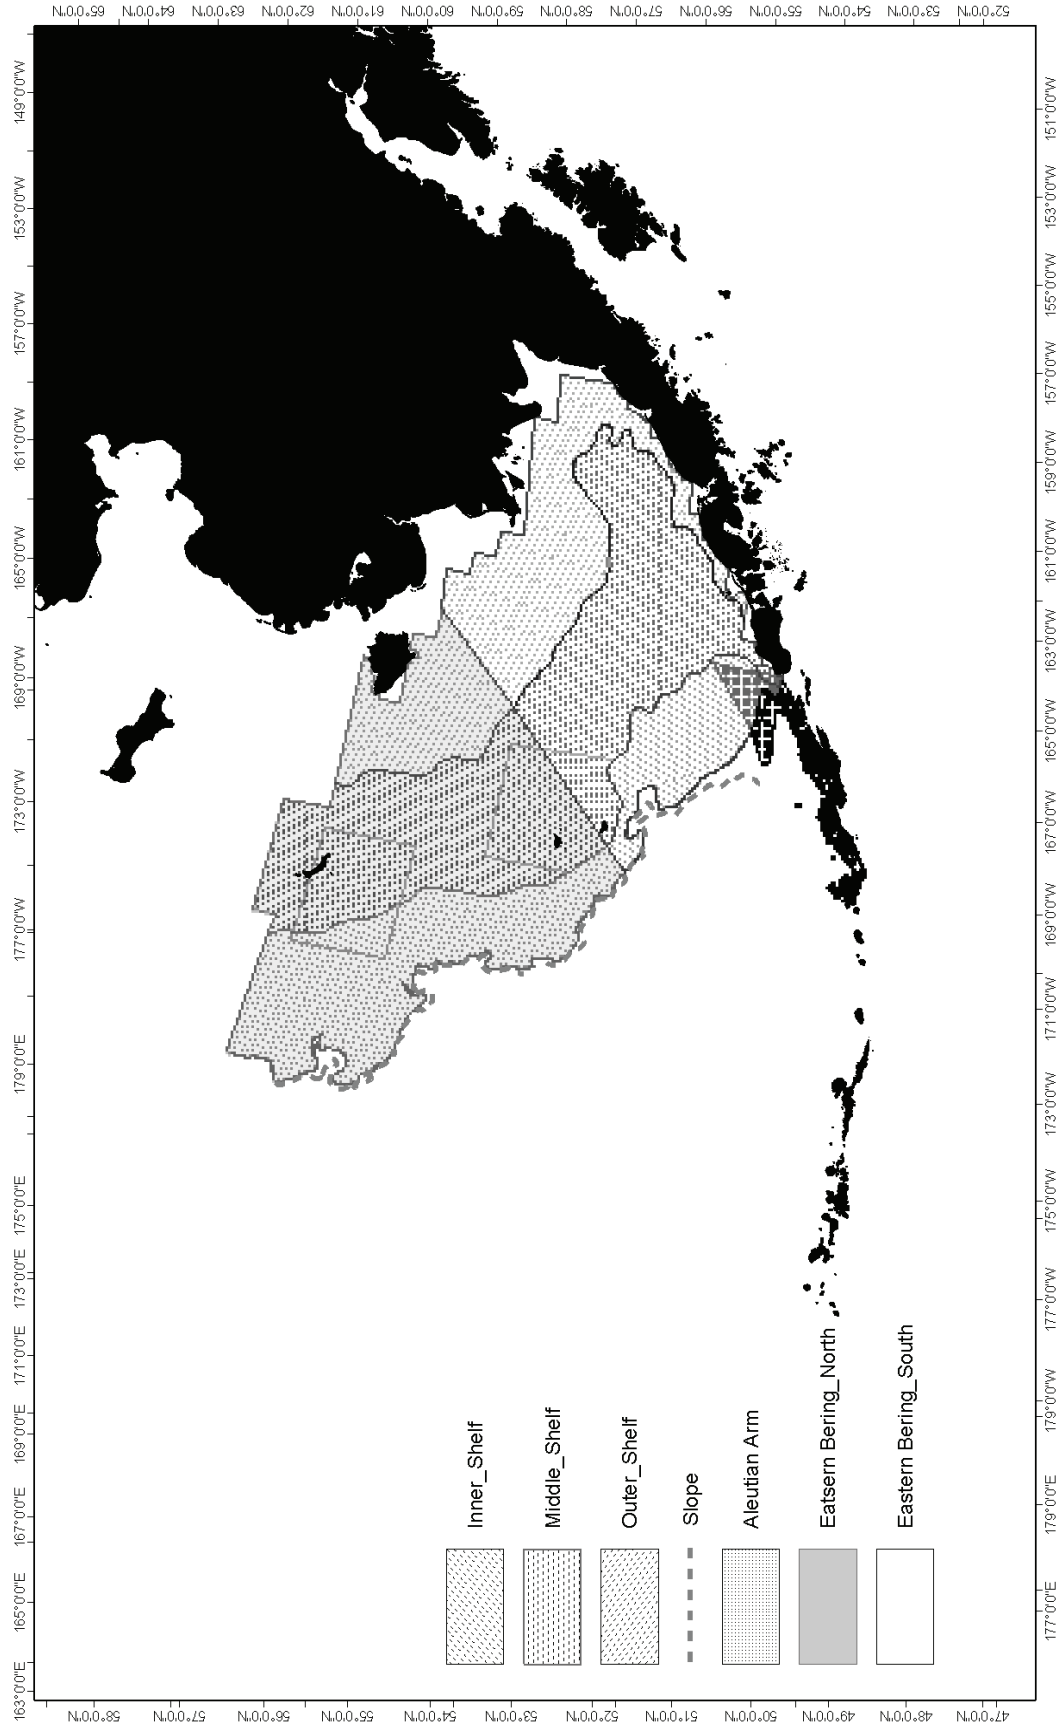 163°0'0"E
165°0'0"E
167°0'0"E
169°0'0"E
171°0'0"E
173°0'0"E
175°0'0"E
179°0'0"E
177°0'0"W
173°0'0"W
169°0'0"W
165°0'0"W
161°0'0"W
157°0'0"W
153°0'0"W
149°0'0"W
58°0'0"N
57°0'0"N
56°0'0"N
55°0'0"N
54°0'0"N
53°0'0"N
52°0'0"N
51°0'0"N
50°0'0"N
49°0'0"N
48°0'0"N
47°0'0"N
Inner_Shelf
Middle_Shelf
Outer_Shelf
Slope
Aleutian Arm
Eatsern Bering_North
Eastern Bering_South
65°0'0"N
64°0'0"N
63°0'0"N
62°0'0"N
61°0'0"N
60°0'0"N
59°0'0"N
58°0'0"N
57°0'0"N
56°0'0"N
55°0'0"N
54°0'0"N
53°0'0"N
52°0'0"N
177°0'0"E
179°0'0"E
179°0'0"W
177°0'0"W
175°0'0"W
173°0'0"W
171°0'0"W
169°0'0"W
167°0'0"W
165°0'0"W
163°0'0"W
161°0'0"W
159°0'0"W
157°0'0"W
155°0'0"W
153°0'0"W
151°0'0"W